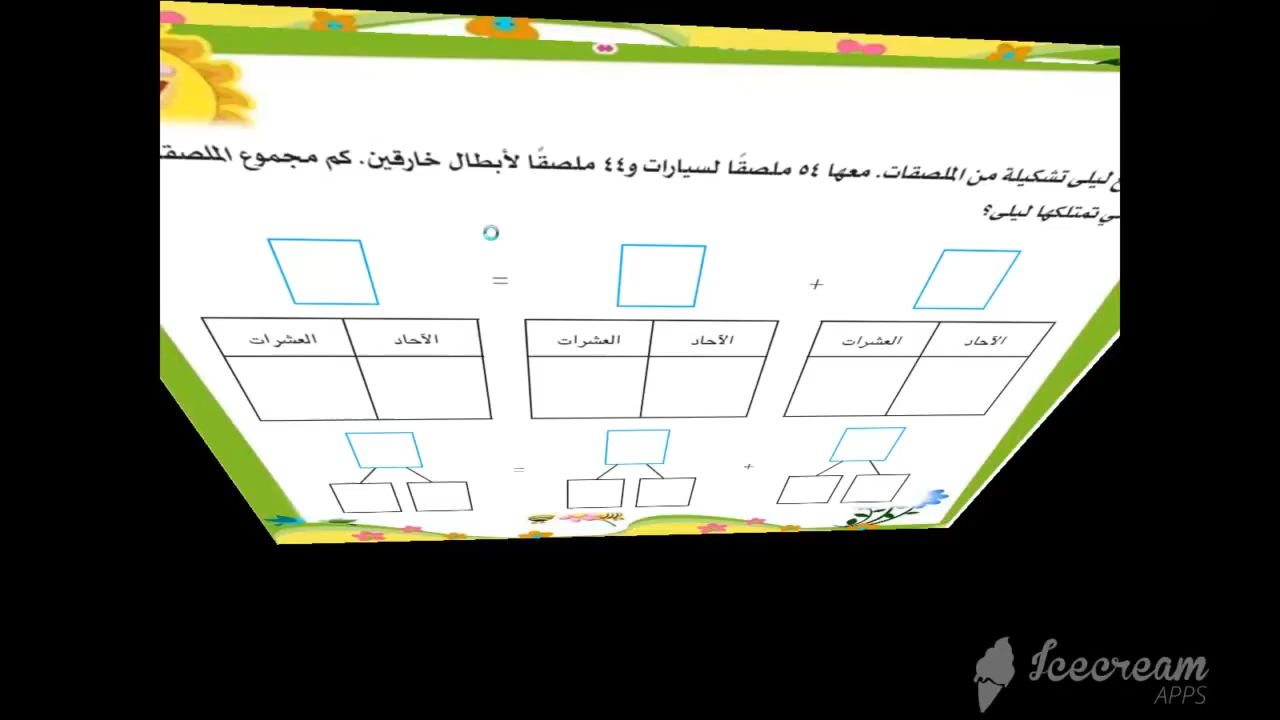 ليلى تشكيلة من الملصقات. معها ٥٤ ملصقًا لسيارات و٤٤ ملصقًا لأبطال خارقين. كم مجموع
تمتلكها ليلى؟
+ =
الآحاد العشرات الآحاد العشرات الآحاد العشرات
+ =
Icecream
APPS